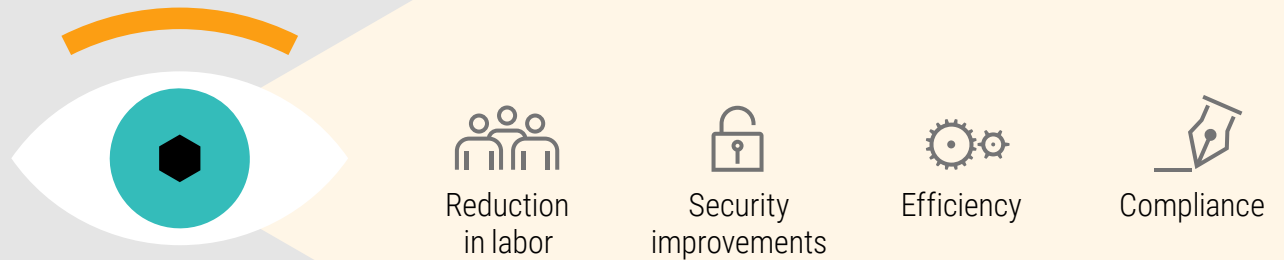 Reduction
in labor
Security
improvements
Efficiency
Compliance